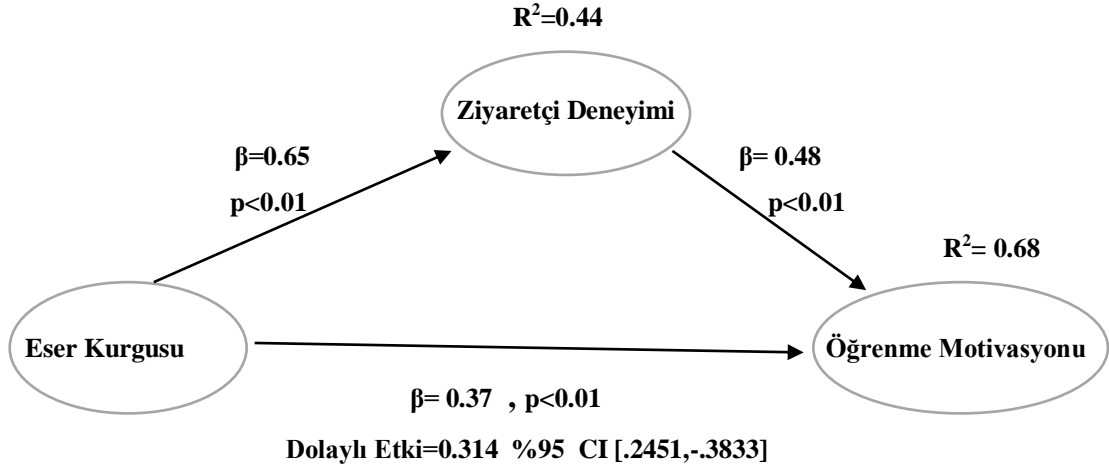 R²=0.44
Ziyaretçi Deneyimi
β=0.65
p<0.01
β= 0.48
p<0.01
R²= 0.68
Eser Kurgusu
Öğrenme Motivasyonu
β= 0.37 , p<0.01
Dolaylı Etki=0.314 %95 CI [.2451,-.3833]